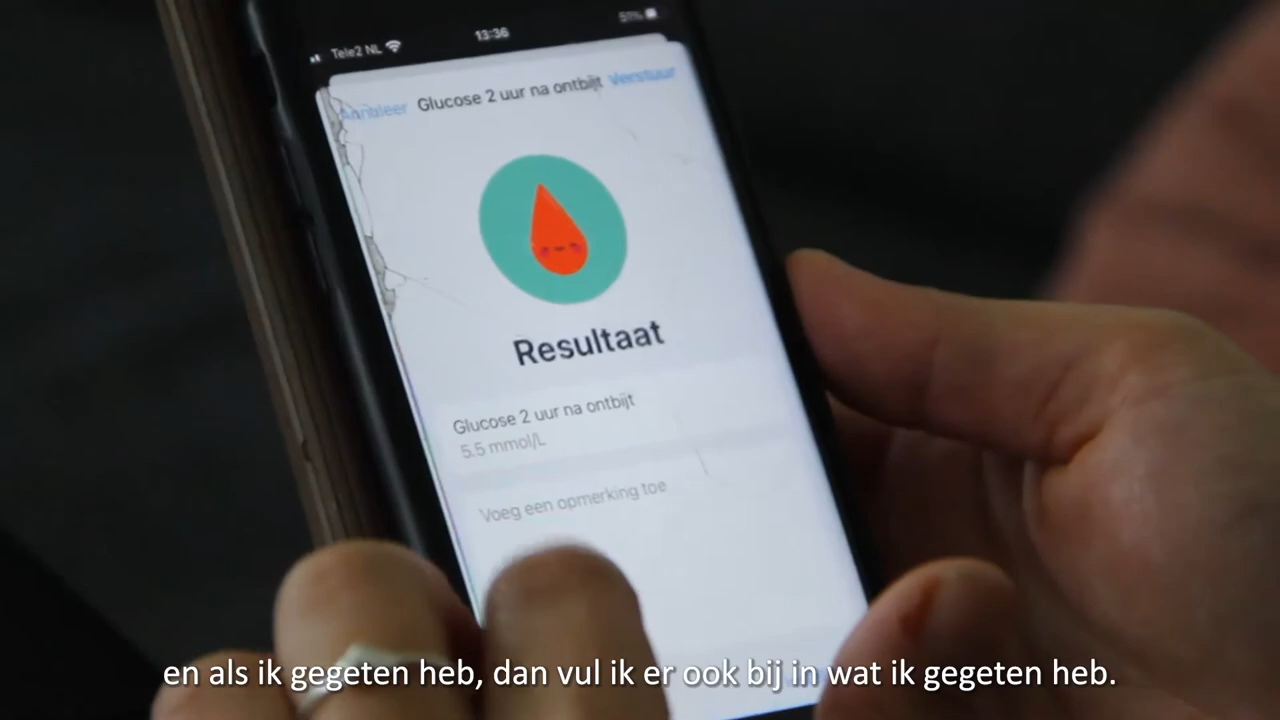 Tele2 NL 13:36 51%
Annuleer Glucose 2 uur na ontbijt Verstuur
Resultaat
Glucose 2 uur na ontbijt
5.5 mmol/L
Voeg een opmerking toe
en als ik gegeten heb, dan vul ik er ook bij in wat ik gegeten heb.